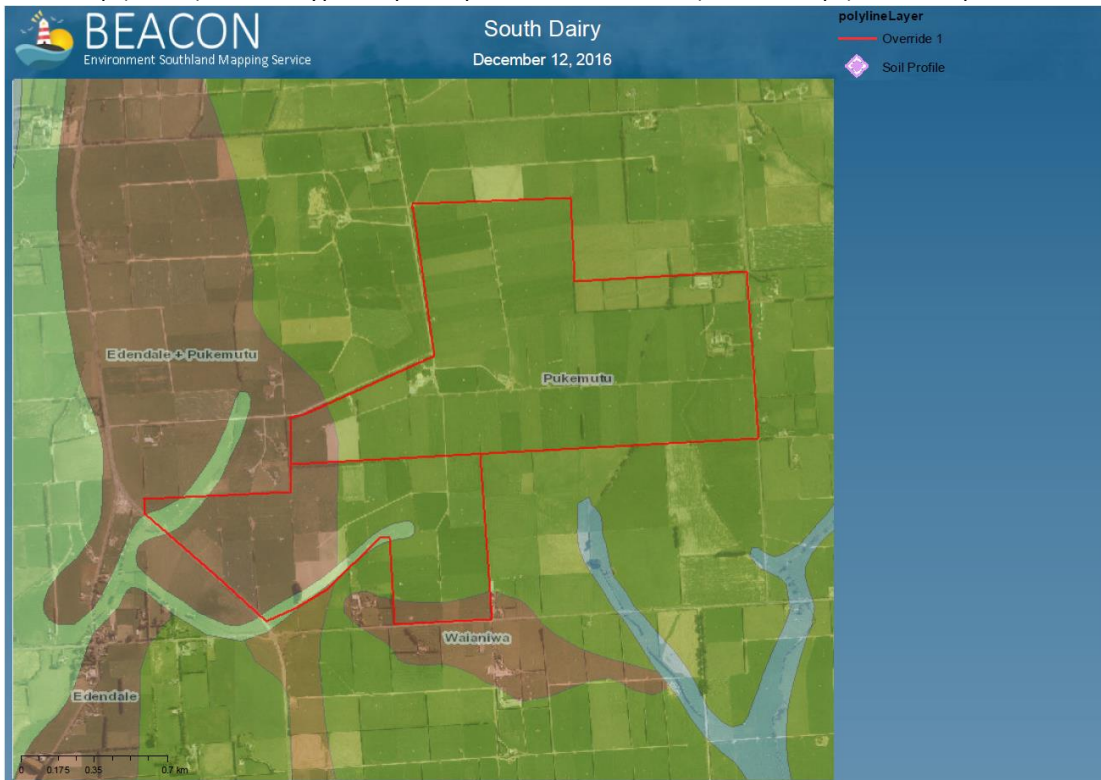 BEACON
Environment Southland Mapping Service
South Dairy
December 12, 2016
polylineLayer
Override 1
Soil Profile
Edendale + Pukemutu
Pukemutu
Waianiwa
Edendale
0 0.175 0.35 0.7 km